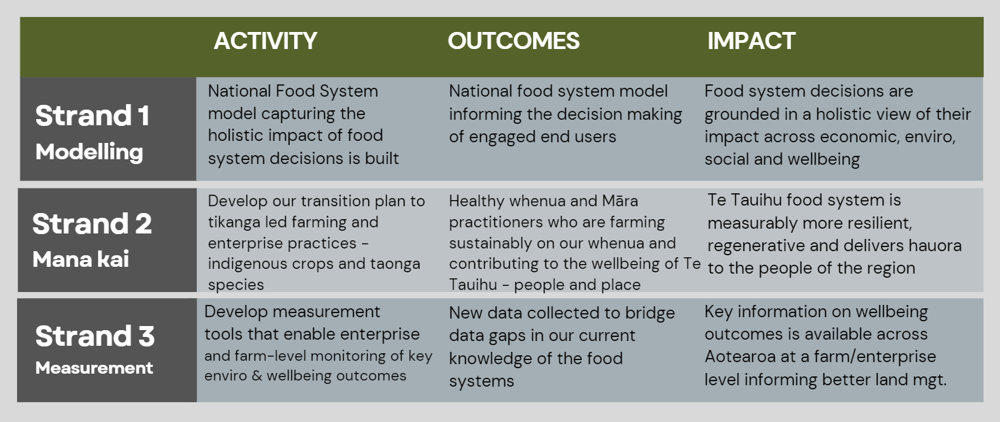 ACTIVITY
OUTCOMES
IMPACT
Strand 1
Modelling
National Food System
model capturing the
holistic impact of food
system decisions is built
National food system model
informing the decision making
of engaged end users
Food system decisions are
grounded in a holistic view of their
impact across economic, enviro,
social and wellbeing
Strand 2
Mana kai
Develop our transition plan to
tikanga led farming and
enterprise practices -
indigenous crops and taonga
species
Healthy whenua and Māra
practitioners who are farming
sustainably on our whenua and
contributing to the wellbeing of Te
Tauihu - people and place
Te Tauihu food system is
measurably more resilient,
regenerative and delivers hauora
to the people of the region
Strand 3
Measurement
Develop measurement
tools that enable enterprise
and farm-level monitoring of key
enviro & wellbeing outcomes
New data collected to bridge
data gaps in our current
knowledge of the food
systems
Key information on wellbeing
outcomes is available across
Aotearoa at a farm/enterprise
level informing better land mgt.